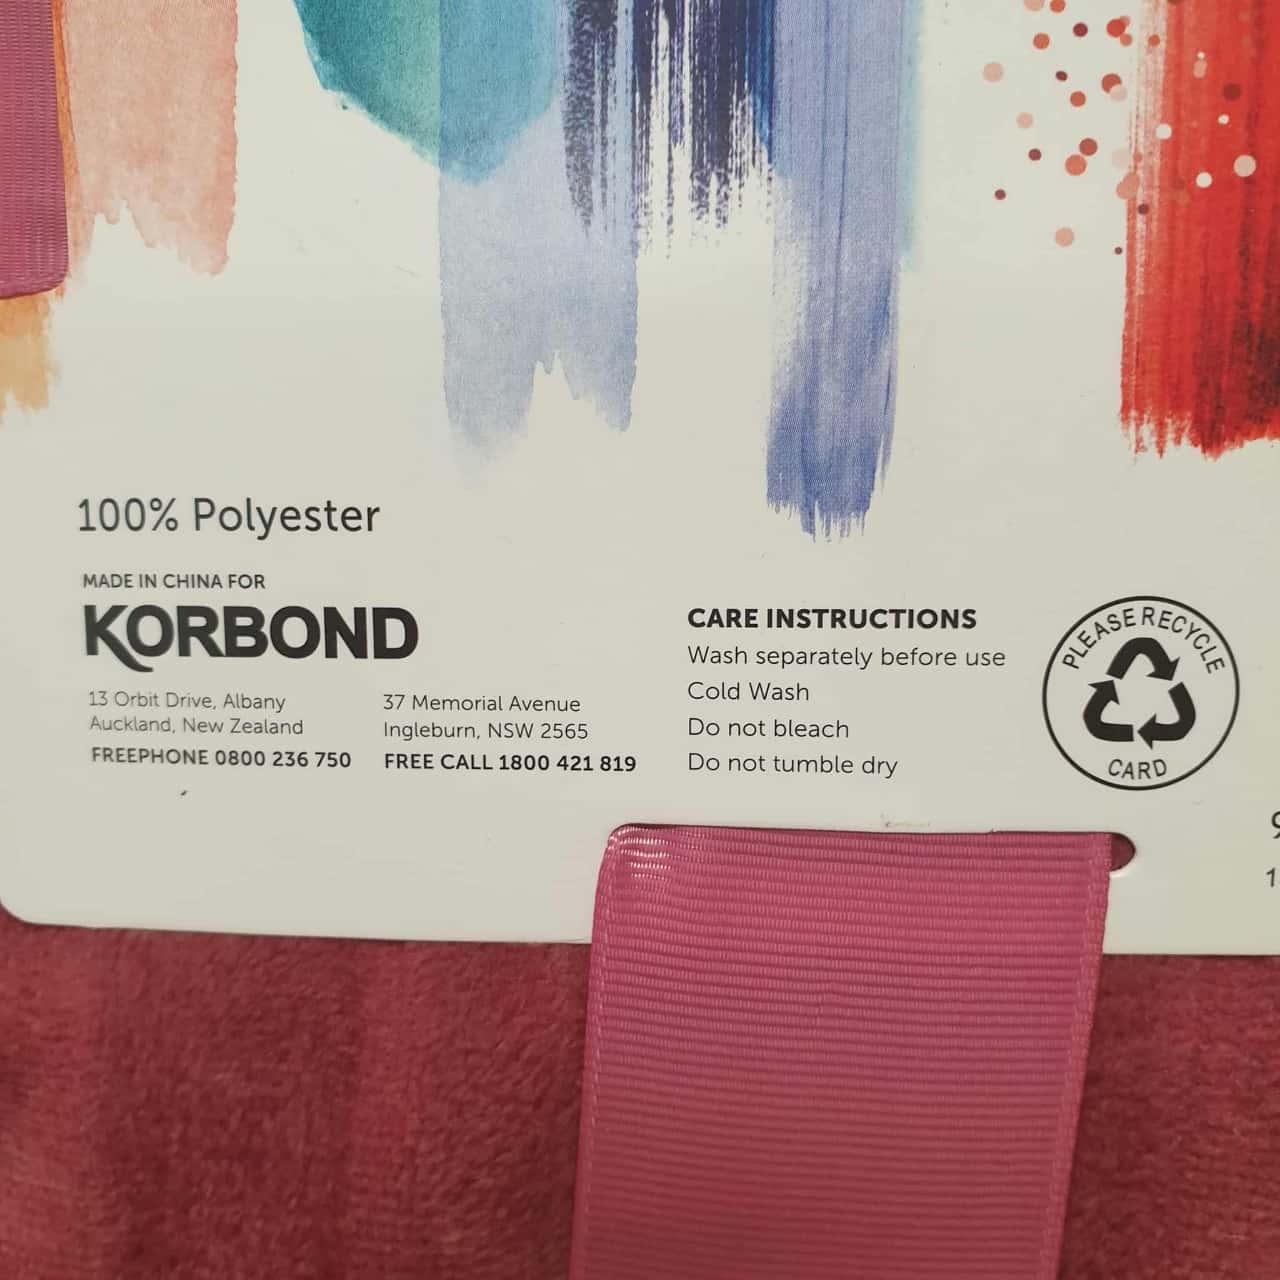 100% Polyester
MADE IN CHINA FOR
KORBOND
13 Orbit Drive, Albany
Auckland, New Zealand
FREEPHONE 0800 236 750
37 Memorial Avenue
Ingleburn, NSW 2565
FREE CALL 1800 421 819
CARE INSTRUCTIONS
Wash separately before use
Cold Wash
Do not bleach
Do not tumble dry
PLEASE RECYCLE
CARD